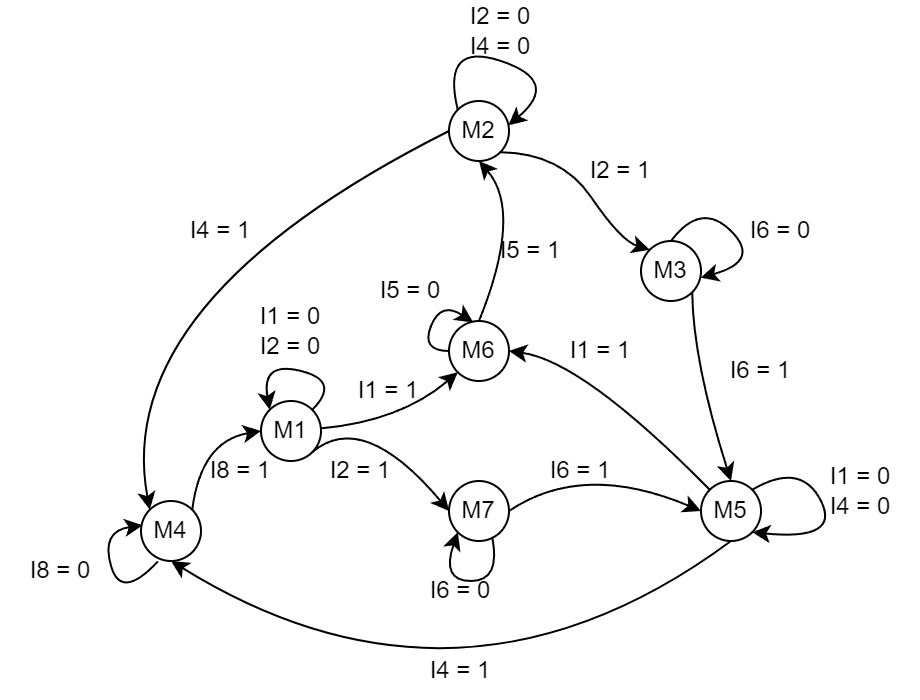 I2 = 0
I4 = 0
M2
I2 = 1
I4 = 1
I6 = 0
I5 = 1
M3
I5 = 0
I1 = 0
I2 = 0
M6
I1 = 1
I6 = 1
I1 = 1
M1
I8 = 1
I2 = 1
I6 = 1
I1 = 0
I4 = 0
M7
M5
M4
I8 = 0
I6 = 0
I4 = 1